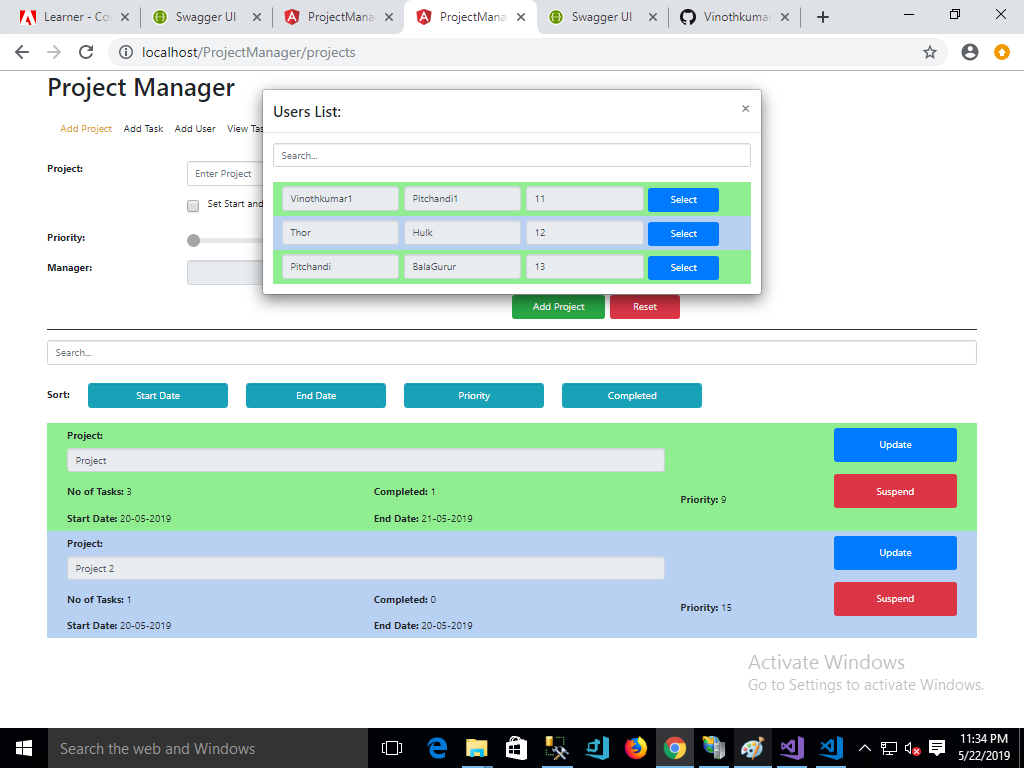 Learner - Co
Swagger UI
ProjectMana
ProjectMana
Swagger UI
Vinothkumar
localhost/ProjectManager/projects
Project Manager
Add Project Add Task Add User View Tas
Users List:
×
Search...
Vinothkumar1 Pitchandi1 11 Select
Thor Hulk 12 Select
Pitchandi BalaGurur 13 Select
Project:
Enter Project
Set Start and
Priority:
Manager:
Add Project Reset
Search...
Sort: Start Date End Date Priority Completed
Project:
Project
No of Tasks: 3 Completed: 1
Priority: 9
Start Date: 20-05-2019 End Date: 21-05-2019
Update
Suspend
Project:
Project 2
No of Tasks: 1 Completed: 0
Priority: 15
Start Date: 20-05-2019 End Date: 20-05-2019
Update
Suspend
Activate Windows
Go to Settings to activate Windows.
Search the web and Windows
11:34 PM
5/22/2019